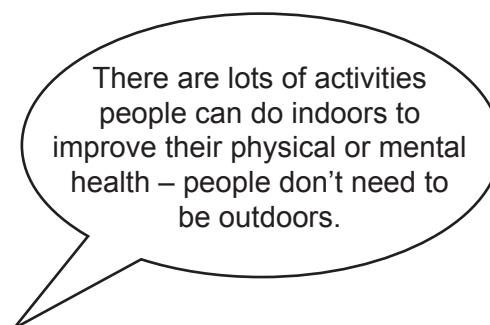 There are lots of activities
people can do indoors to
improve their physical or mental
health – people don’t need to
be outdoors.